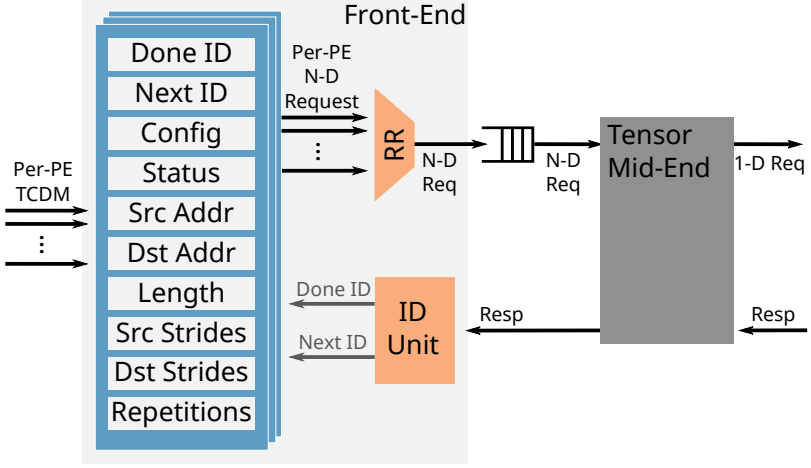 Front-End
Done ID
Next ID
Config
Status
Src Addr
Dst Addr
Length
Src Strides
Dst Strides
Repetitions
Per-PE
TCDM
⋮
Per-PE
N-D
Request
⋮
RR
N-D
Req
N-D
Req
Tensor
Mid-End
1-D Req
Done ID
Next ID
ID
Unit
Resp
Resp